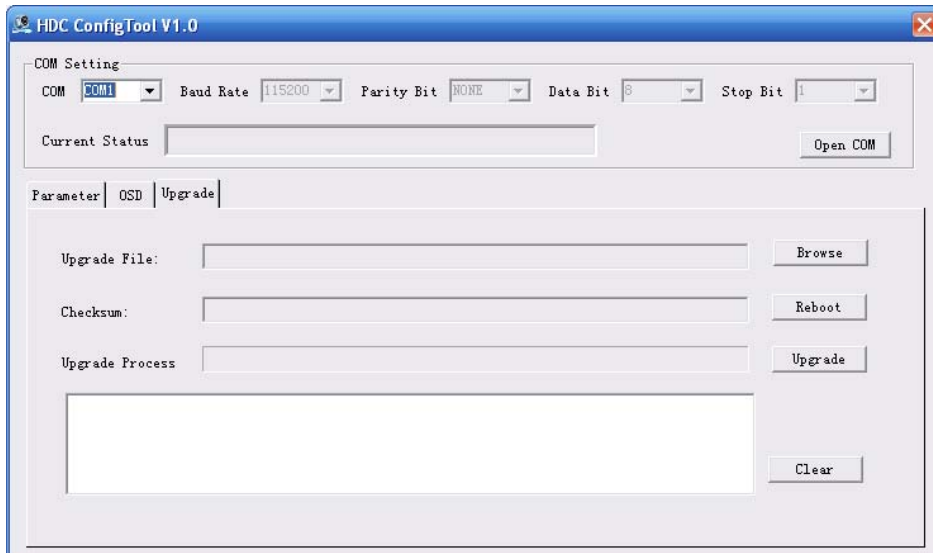 HDC ConfigTool V1.0
COM Setting
COM COM1 Baud Rate 115200 Parity Bit NONE Data Bit 8 Stop Bit 1
Current Status Open COM
Parameter OSD Upgrade
Upgrade File: Browse
Checksum: Reboot
Upgrade Process Upgrade
Clear